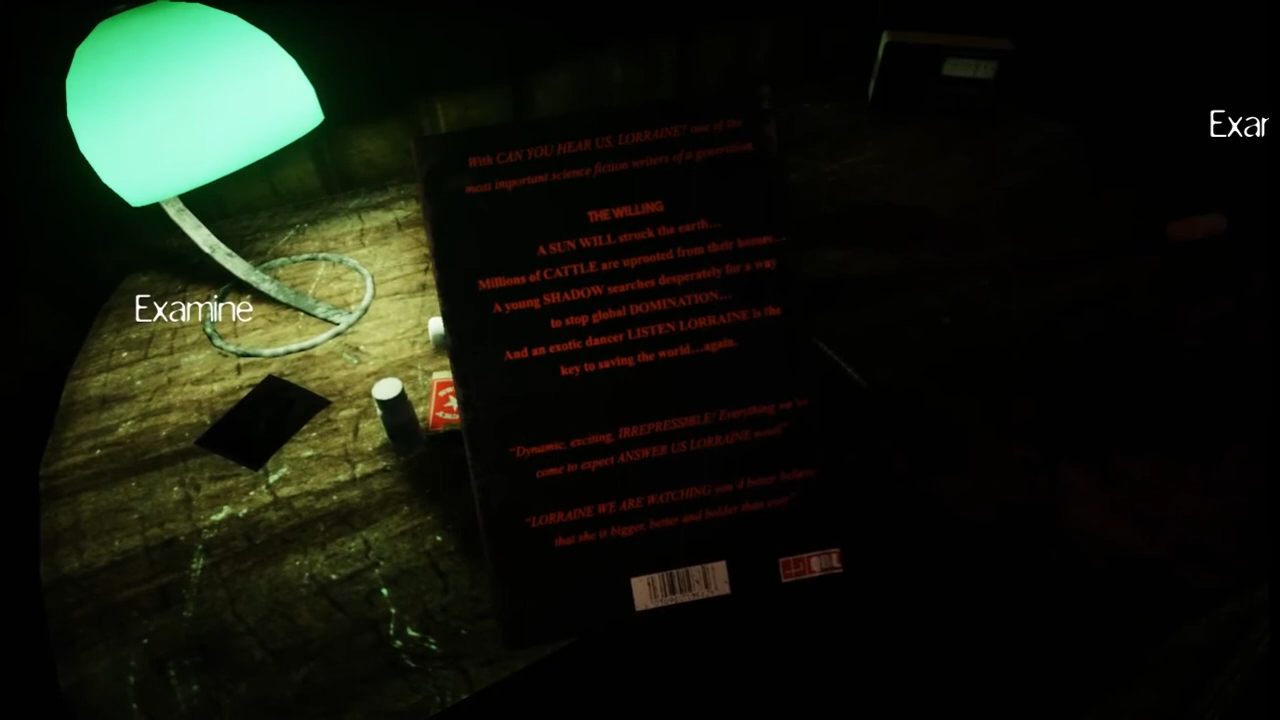 With CAN YOU HEAR US, LORRAINE? one of the
most important science fiction writers of a generation.
THE WILLING
A SUN WILL struck the earth...
Millions of CATTLE are uprooted from their homes...
A young SHADOW searches desperately for a way
to stop global DOMINATION...
And an exotic dancer LISTEN LORRAINE is the
key to saving the world...again.
"Dynamic, exciting, IRREPRESSIBLE! Everything we've
come to expect ANSWER US LORRAINE novel"
"LORRAINE WE ARE WATCHING you'd better believe
that she is bigger, better and bolder than ever"
Examine
Exar